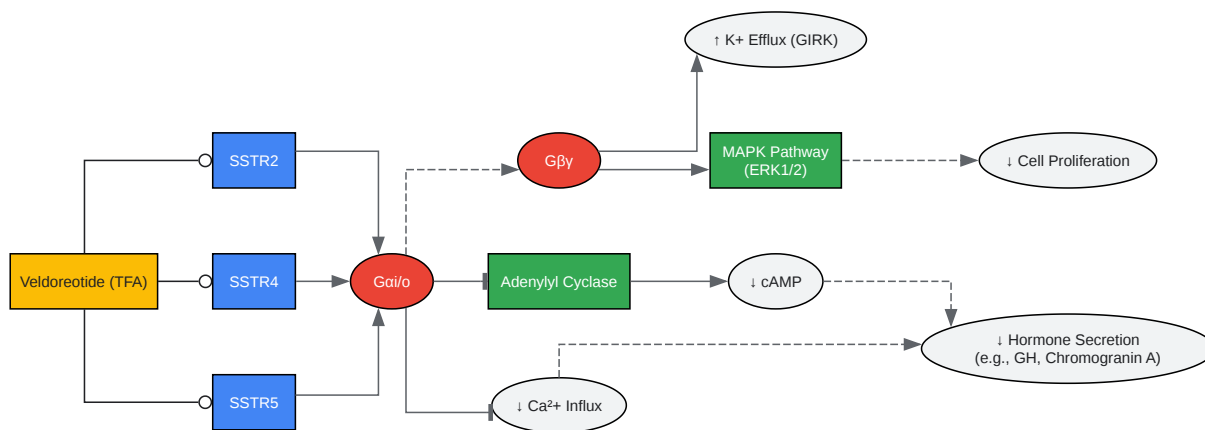 ↑ K+ Efflux (GIRK)
SSTR2
Gβγ
MAPK Pathway
(ERK1/2)
↓ Cell Proliferation
Veldoreotide (TFA)
SSTR4
Gαi/o
Adenylyl Cyclase
↓ cAMP
↓ Hormone Secretion
(e.g., GH, Chromogranin A)
SSTR5
↓ Ca²+ Influx